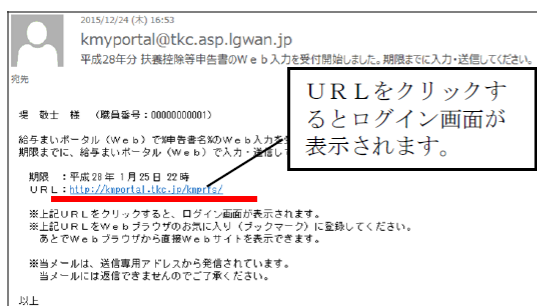 2015/12/24 (木) 16:53
kmyportal@tkc.asp.lgwan.jp
平成28年分 扶養控除等申告書のWeb入力を受付開始しました。期限までに入力・送信してください。
宛先
堤 敬士 様 (職員番号：00000000001)
URLをクリックす
るとログイン画面が
表示されます。
給与まいポータル（Web）で%申告書名%のWeb入力を
期限までに、給与まいポータル（Web）で入力・送信し
期限 ：平成28年 1月25日 22時
URL：http://kmportal.tkc.jp/kmprfs/
※上記URLをクリックすると、ログイン画面が表示されます。
※上記URLをWebブラウザのお気に入り（ブックマーク）に登録してください。
あとでWebブラウザから直接Webサイトを表示できます。
※当メールは、送信専用アドレスから発信されています。
当メールには返信できませんのでご了承ください。
以上